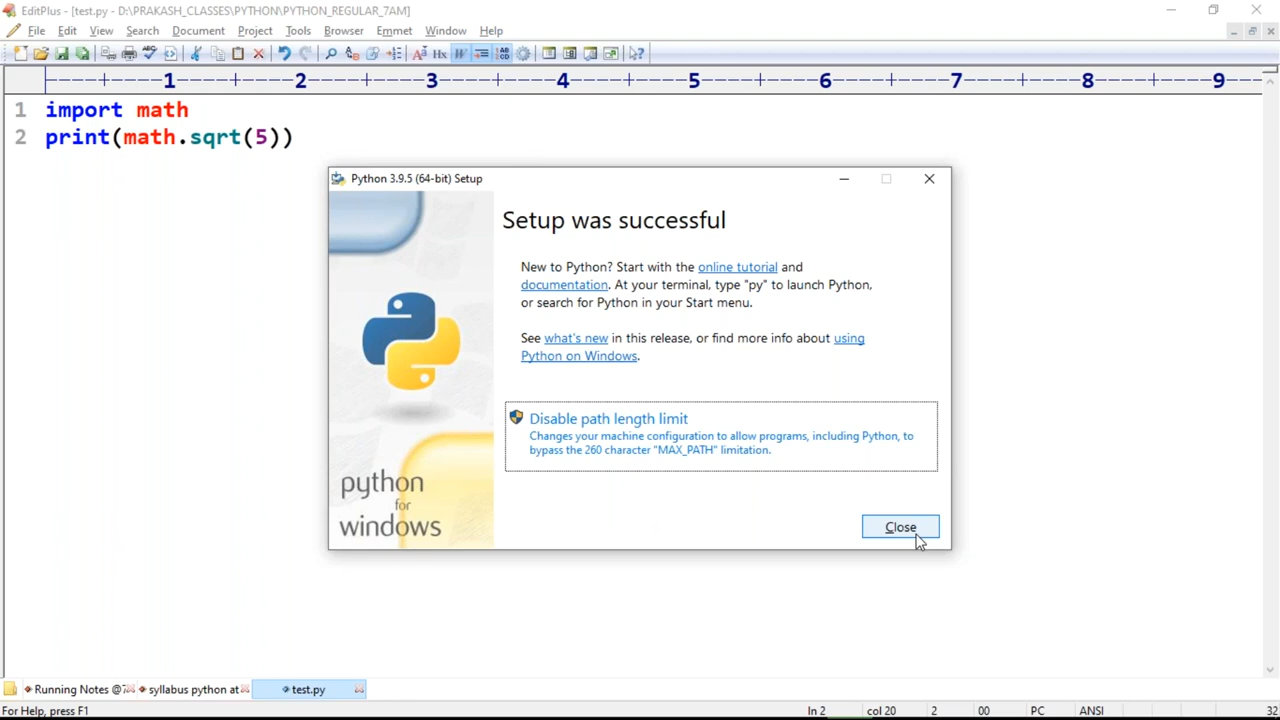 EditPlus - [test.py - D:\PRAKASH_CLASSES\PYTHON\PYTHON_REGULAR_7AM]
File Edit View Search Document Project Tools Browser Emmet Window Help
1 2 3 4 5 6 7 8 9
1 import math
2 print(math.sqrt(5))
Python 3.9.5 (64-bit) Setup
Setup was successful
New to Python? Start with the online tutorial and
documentation. At your terminal, type "py" to launch Python,
or search for Python in your Start menu.
See what's new in this release, or find more info about using
Python on Windows.
Disable path length limit
Changes your machine configuration to allow programs, including Python, to
bypass the 260 character "MAX_PATH" limitation.
python
for
windows
Close
Running Notes @7 syllabus python at test.py
For Help, press F1 ln 2 col 20 2 00 PC ANSI 32